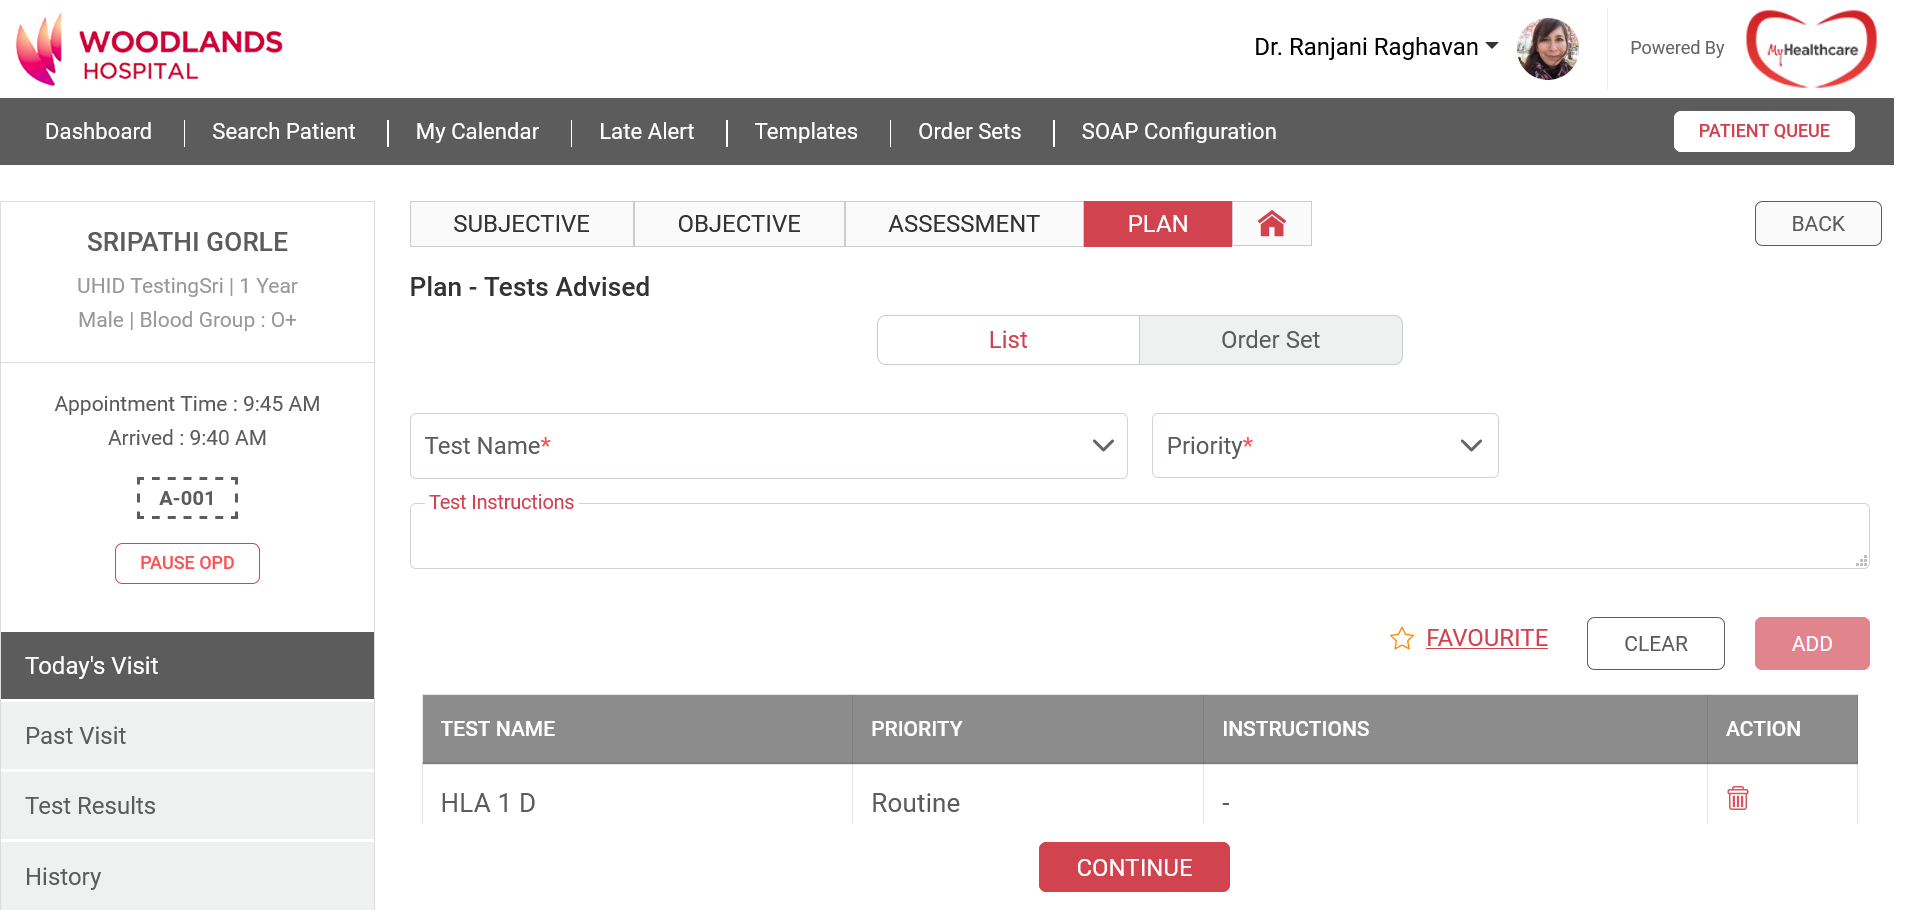 WOODLANDS
HOSPITAL
Dr. Ranjani Raghavan
Powered By
MyHealthcare
Dashboard
Search Patient
My Calendar
Late Alert
Templates
Order Sets
SOAP Configuration
PATIENT QUEUE
SRIPATHI GORLE
UHID TestingSri | 1 Year
Male | Blood Group : O+
Appointment Time : 9:45 AM
Arrived : 9:40 AM
A-001
PAUSE OPD
Today's Visit
Past Visit
Test Results
History
SUBJECTIVE
OBJECTIVE
ASSESSMENT
PLAN
BACK
Plan - Tests Advised
List
Order Set
Test Name*
Priority*
Test Instructions
FAVOURITE
CLEAR
ADD
TEST NAME
PRIORITY
INSTRUCTIONS
ACTION
HLA 1 D
Routine
-
CONTINUE